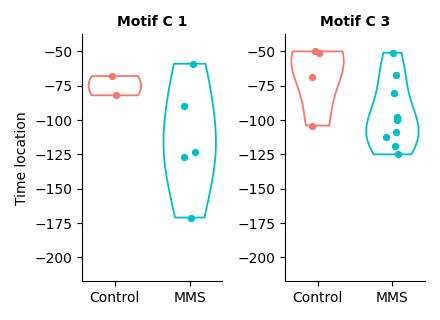 Motif C 1
Motif C 3
Time location
−50
−75
−100
−125
−150
−175
−200
Control
MMS
−50
−75
−100
−125
−150
−175
−200
Control
MMS